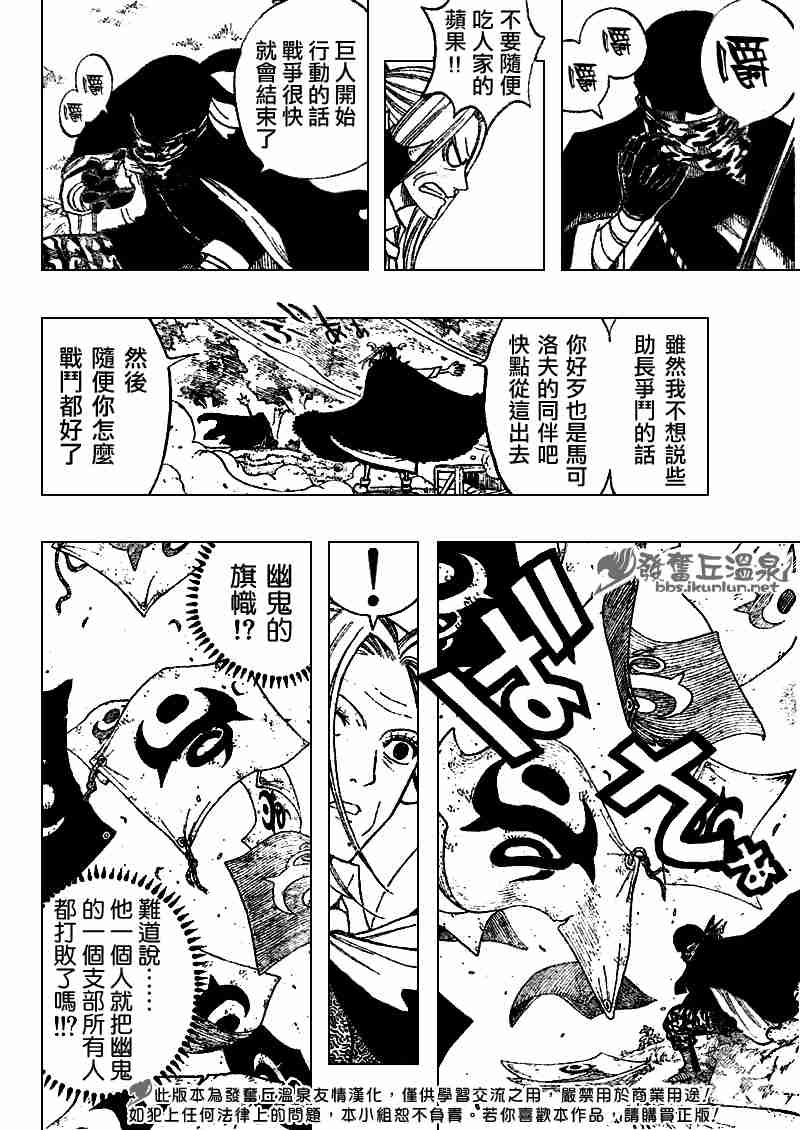 嚼
嚼
不要隨便
吃人家的
蘋果!!
巨人開始
行動的話
戰爭很快
就會結束
了
嚼
嚼
雖然我不想說些
助長爭鬥的話
你好歹也是馬可
洛夫的同伴吧
快點從這出去
然後
隨便你怎麼
戰鬥都好了
發奮丘溫泉
bbs.ikunlun.net
!
幽鬼的
旗幟!?
難道說……
他一個人就把幽鬼
的一個支部所有人
都打敗了嗎!!?
此版本為發奮丘溫泉友情漢化，僅供學習交流之用，嚴禁用於商業用途！
如犯上任何法律上的問題，本小組恕不負責。若你喜歡本作品，請購買正版！